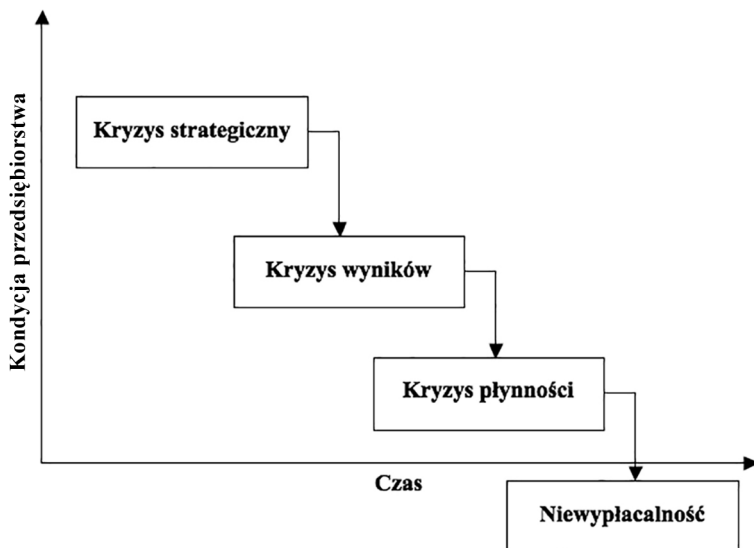 Kondycja przedsiębiorstwa
Kryzys strategiczny
Kryzys wyników
Kryzys płynności
Czas
Niewypłacalność